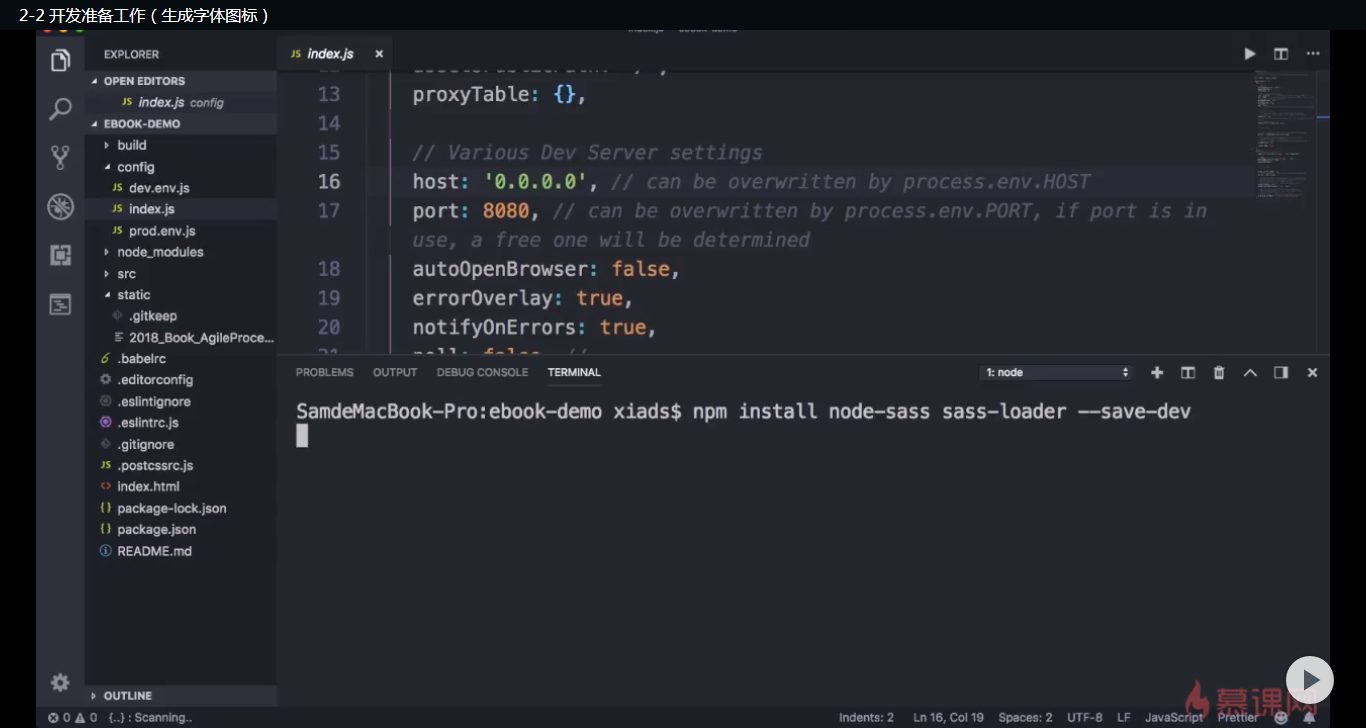 2-2 开发准备工作 ( 生成字体图标 )
EXPLORER
OPEN EDITORS
JS index.js config
EBOOK-DEMO
build
config
JS dev.env.js
JS index.js
JS prod.env.js
node_modules
src
static
.gitkeep
2018_Book_AgileProce...
.babelrc
.editorconfig
.eslintignore
.eslintrc.js
.gitignore
JS .postcssrc.js
index.html
{} package-lock.json
{} package.json
README.md
OUTLINE
JS index.js
13 proxyTable: {},
14
15 // Various Dev Server settings
16 host: '0.0.0.0', // can be overwritten by process.env.HOST
17 port: 8080, // can be overwritten by process.env.PORT, if port is in
use, a free one will be determined
18 autoOpenBrowser: false,
19 errorOverlay: true,
20 notifyOnErrors: true,
PROBLEMS OUTPUT DEBUG CONSOLE TERMINAL 1: node
SamdeMacBook-Pro:ebook-demo xiads$ npm install node-sass sass-loader --save-dev
慕课网
0 0 {..} : Scanning.. Indents: 2 Ln 16, Col 19 Spaces: 2 UTF-8 LF JavaScript Prettier